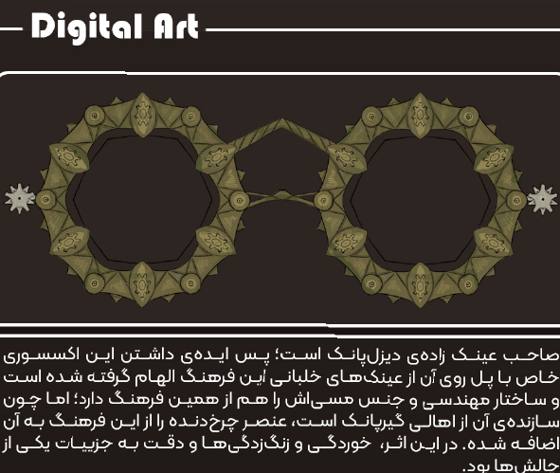 Digital Art
صاحب عینک زاده‌ی دیزل‌پانک است؛ پس ایده‌ی داشتن این اکسسوری
خاص با پل روی آن از عینک‌های خلبانی این فرهنگ الهام گرفته شده است
و ساختار مهندسی و جنس مسی‌اش را هم از همین فرهنگ دارد؛ اما چون
سازنده‌ی آن از اهالی گیرپانک است، عنصر چرخ‌دنده را از این فرهنگ به آن
اضافه شده. در این اثر، خوردگی و زنگ‌زدگی‌ها و دقت به جزییات یکی از
چالش‌ها بود.